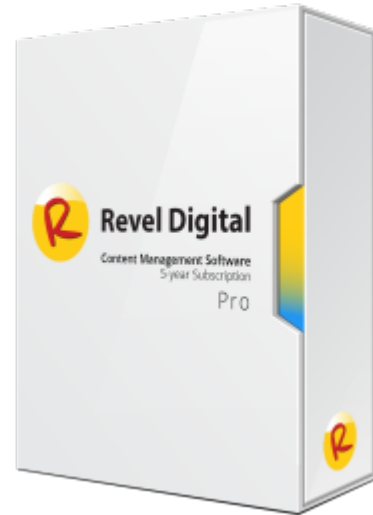 R
Revel Digital
Content Management Software
5-year Subscription
Pro
R